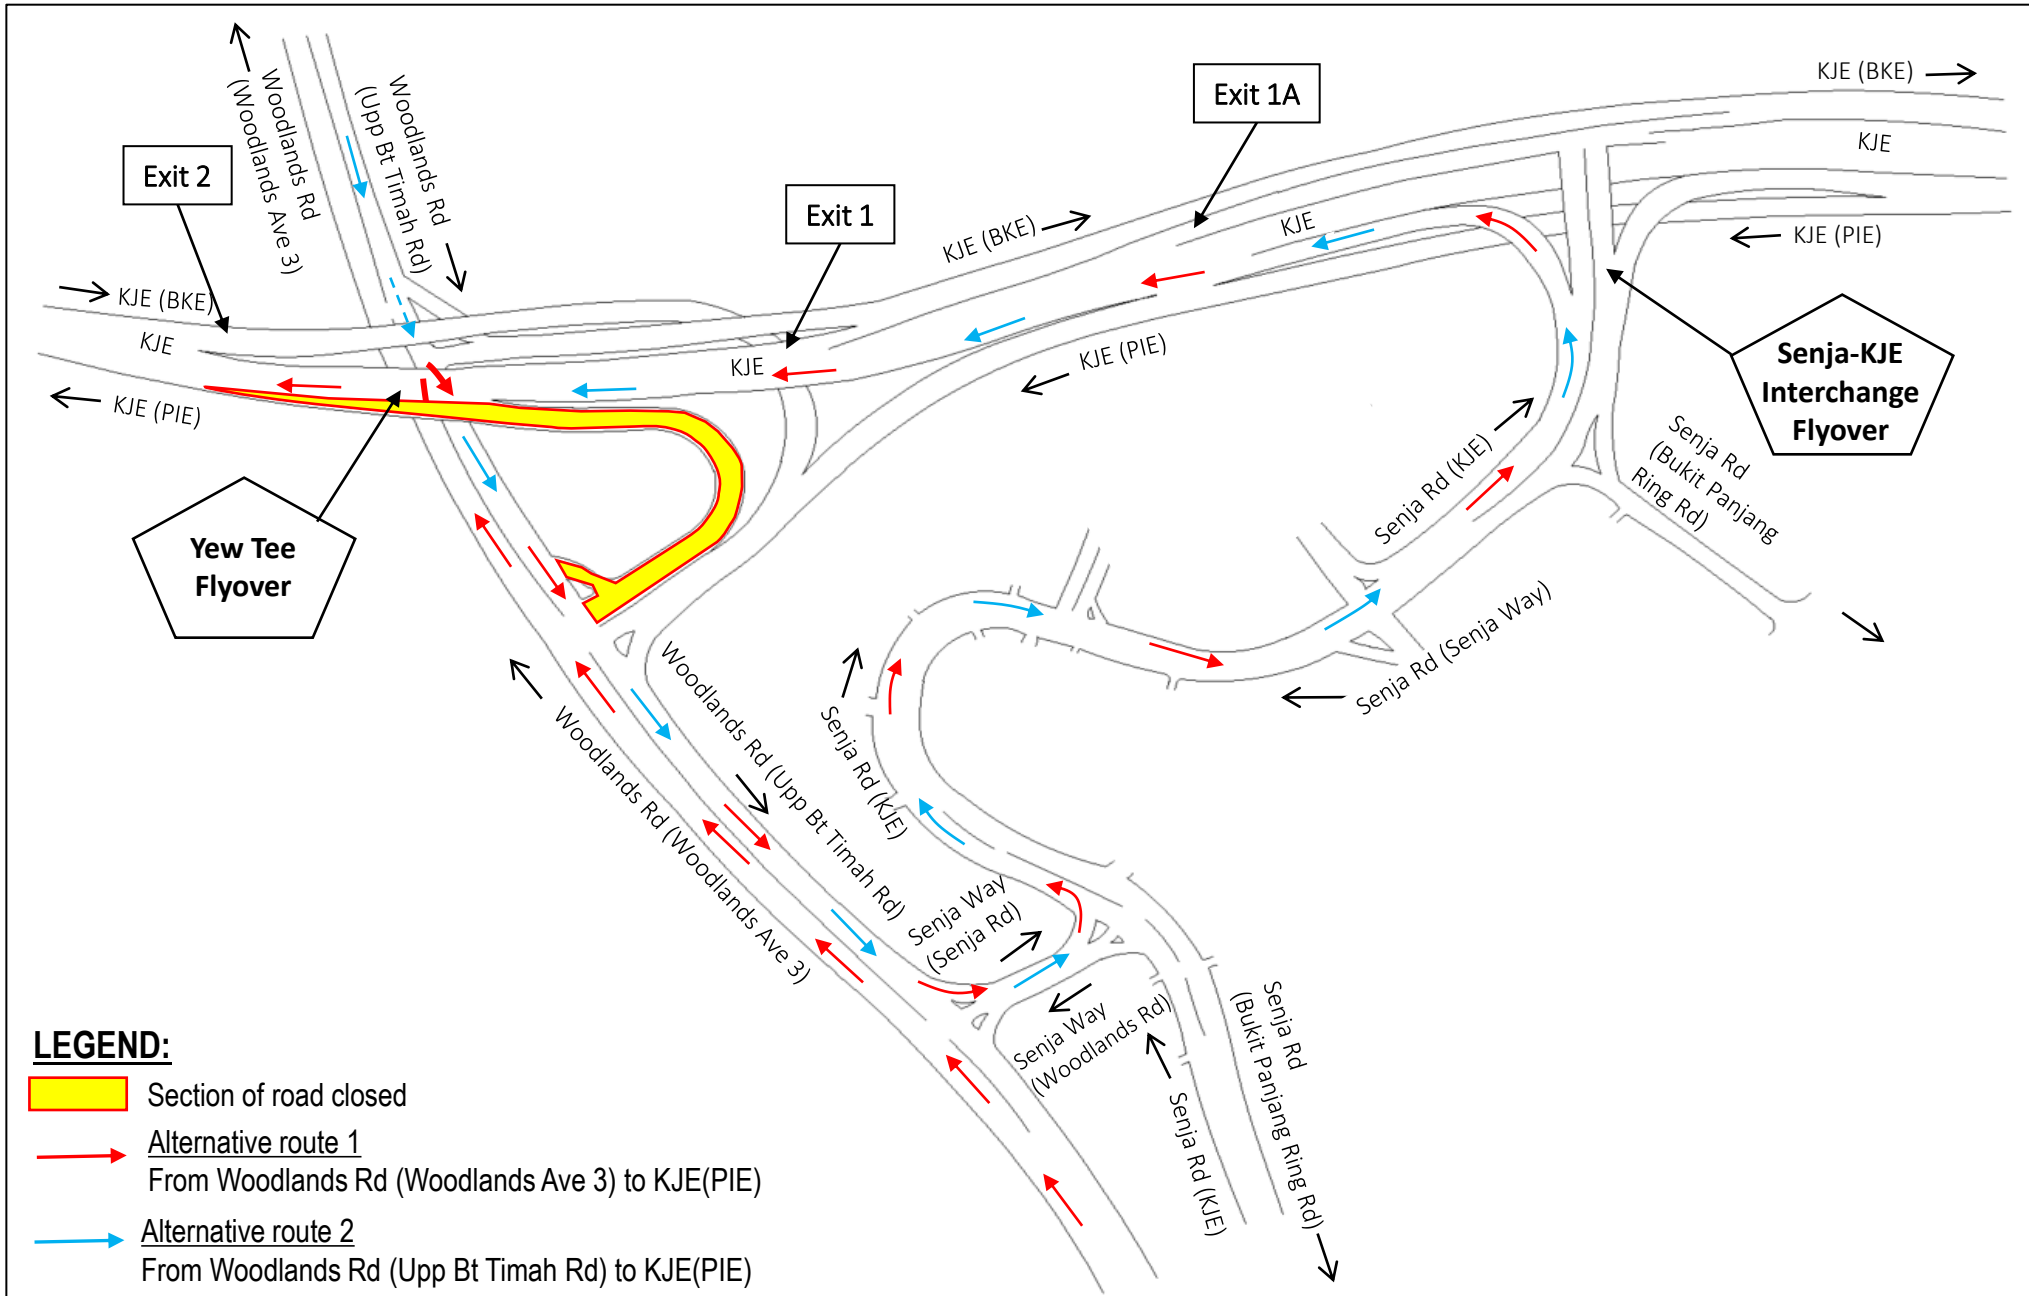 KJE (BKE)
Exit 1A
KJE
Woodlands Rd
(Woodlands Ave 3)
Woodlands Rd
(Upp Bt Timah Rd)
Exit 2
Exit 1
KJE (BKE)
KJE
KJE (PIE)
KJE (BKE)
KJE
KJE
KJE (PIE)
KJE (PIE)
Senja-KJE
Interchange
Flyover
Senja Rd
(Bukit Panjang
Ring Rd)
Senja Rd (KJE)
Yew Tee
Flyover
Senja Rd (Senja Way)
Woodlands Rd (Upp Bt Timah Rd)
Woodlands Rd (Woodlands Ave 3)
Senja Rd (KJE)
Senja Way
(Senja Rd)
Senja Way
(Woodlands Rd)
Senja Rd
(Bukit Panjang Ring Rd)
Senja Rd (KJE)
LEGEND:
Section of road closed
Alternative route 1
From Woodlands Rd (Woodlands Ave 3) to KJE(PIE)
Alternative route 2
From Woodlands Rd (Upp Bt Timah Rd) to KJE(PIE)